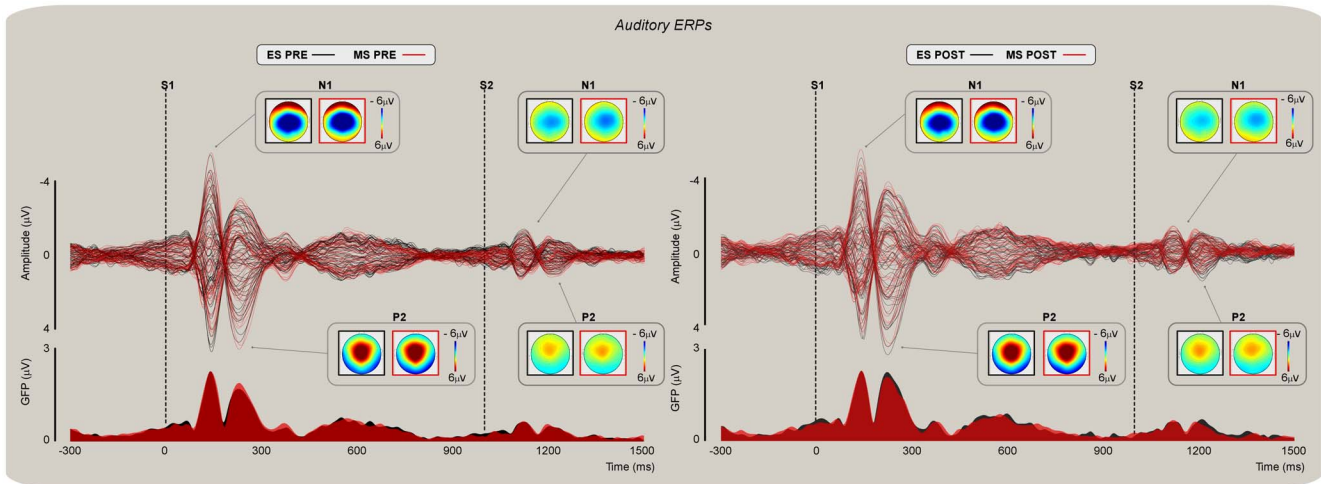 Auditory ERPs
ES PRE MS PRE
S1 N1 S2 N1
- 6µV
6µV
- 6µV
6µV
-4
0
4
Amplitude (µV)
P2 P2
- 6µV
6µV
- 6µV
6µV
3
0
GFP (µV)
-300 0 300 600 900 1200 1500
Time (ms)
ES POST MS POST
S1 N1 S2 N1
- 6µV
6µV
- 6µV
6µV
-4
0
4
Amplitude (µV)
P2 P2
- 6µV
6µV
- 6µV
6µV
3
0
GFP (µV)
-300 0 300 600 900 1200 1500
Time (ms)